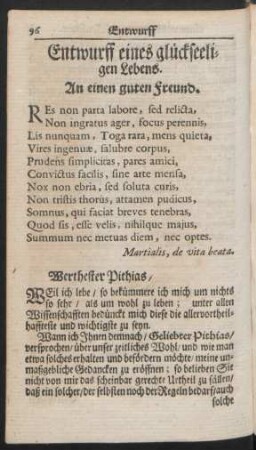 96 Entwurff
Entwurff eines glückseeli-
gen Lebens.
An einen guten Freund.
REs non parta labore, sed relicta,
Non ingratus ager, focus perennis,
Lis nunquam, Toga rara, mens quieta,
Vires ingenuæ, salubre corpus,
Prudens simplicitas, pares amici,
Convictus facilis, sine arte mensa,
Nox non ebria, sed soluta curis,
Non tristis thorus, attamen pudicus,
Somnus, qui faciat breves tenebras,
Quod sis, esse velis, nihilque majus,
Summum nec metuas diem, nec optes.
Martialis, de vita beata.
Werthester Pithias/
WEil ich lebe/ so bekümmere ich mich um nichts
so sehr/ als um wohl zu leben; unter allen
Wissenschafften bedünckt mich diese die allervortheil-
haffteste und wichtigste zu seyn.
Wann ich Ihnen demnach/ Geliebter Pithias/
versprochen/ über unser zeitliches Wohl/ und wie man
etwa solches erhalten und befördern möchte/ meine un-
maßgebliche Gedancken zu eröffnen; so belieben Sie
nicht von mir das scheinbar gerechte Urtheil zu fällen/
daß ein solcher/ der selbsten noch der Regeln bedarf/ auch
solche